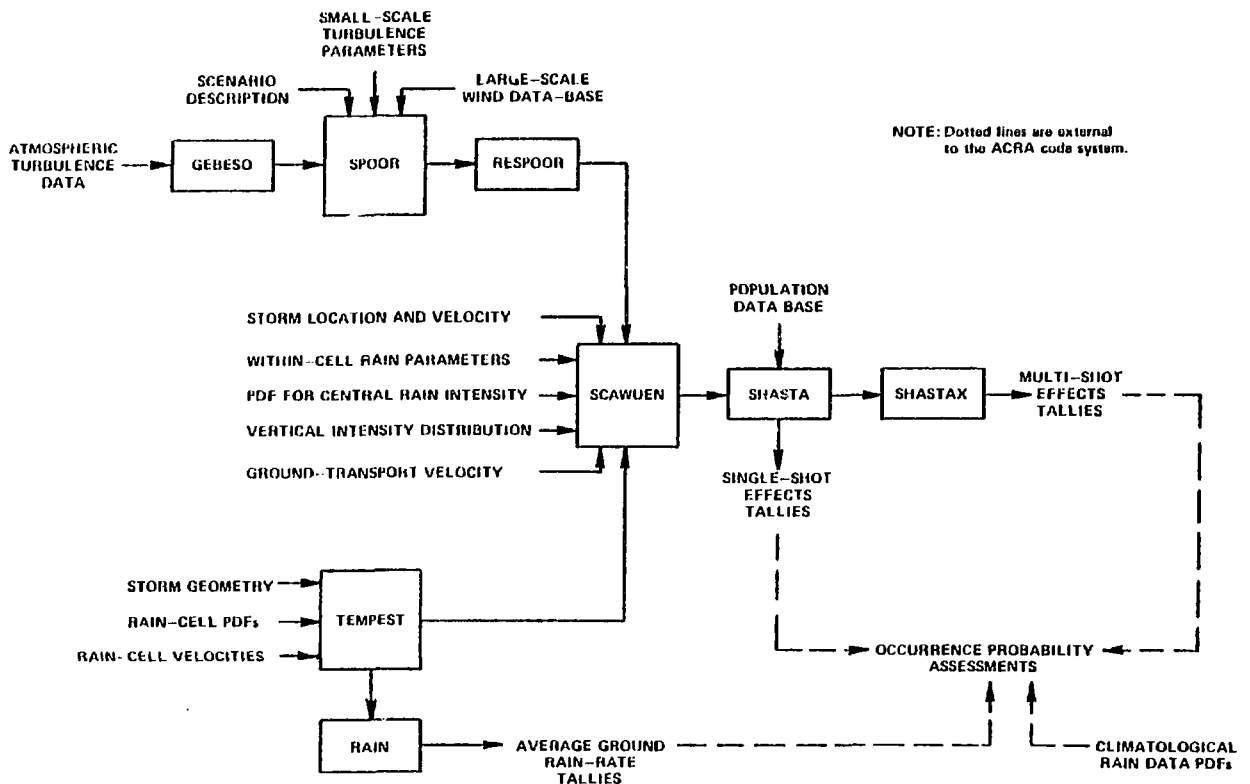 SMALL-SCALE
TURBULENCE
PARAMETERS
SCENARIO
DESCRIPTION
LARGE-SCALE
WIND DATA-BASE
NOTE: Dotted lines are external
to the ACRA code system.
ATMOSPHERIC
TURBULENCE
DATA
GEBESO
SPOOR
RESPOOR
POPULATION
DATA BASE
STORM LOCATION AND VELOCITY
WITHIN-CELL RAIN PARAMETERS
PDF FOR CENTRAL RAIN INTENSITY
VERTICAL INTENSITY DISTRIBUTION
GROUND-TRANSPORT VELOCITY
SCAWUEN
SHASTA
SHASTAX
MULTI-SHOT
EFFECTS
TALLIES
SINGLE-SHOT
EFFECTS
TALLIES
STORM GEOMETRY
RAIN-CELL PDFs
RAIN-CELL VELOCITIES
TEMPEST
OCCURRENCE PROBABILITY
ASSESSMENTS
RAIN
AVERAGE GROUND
RAIN-RATE
TALLIES
CLIMATOLOGICAL
RAIN DATA PDFs